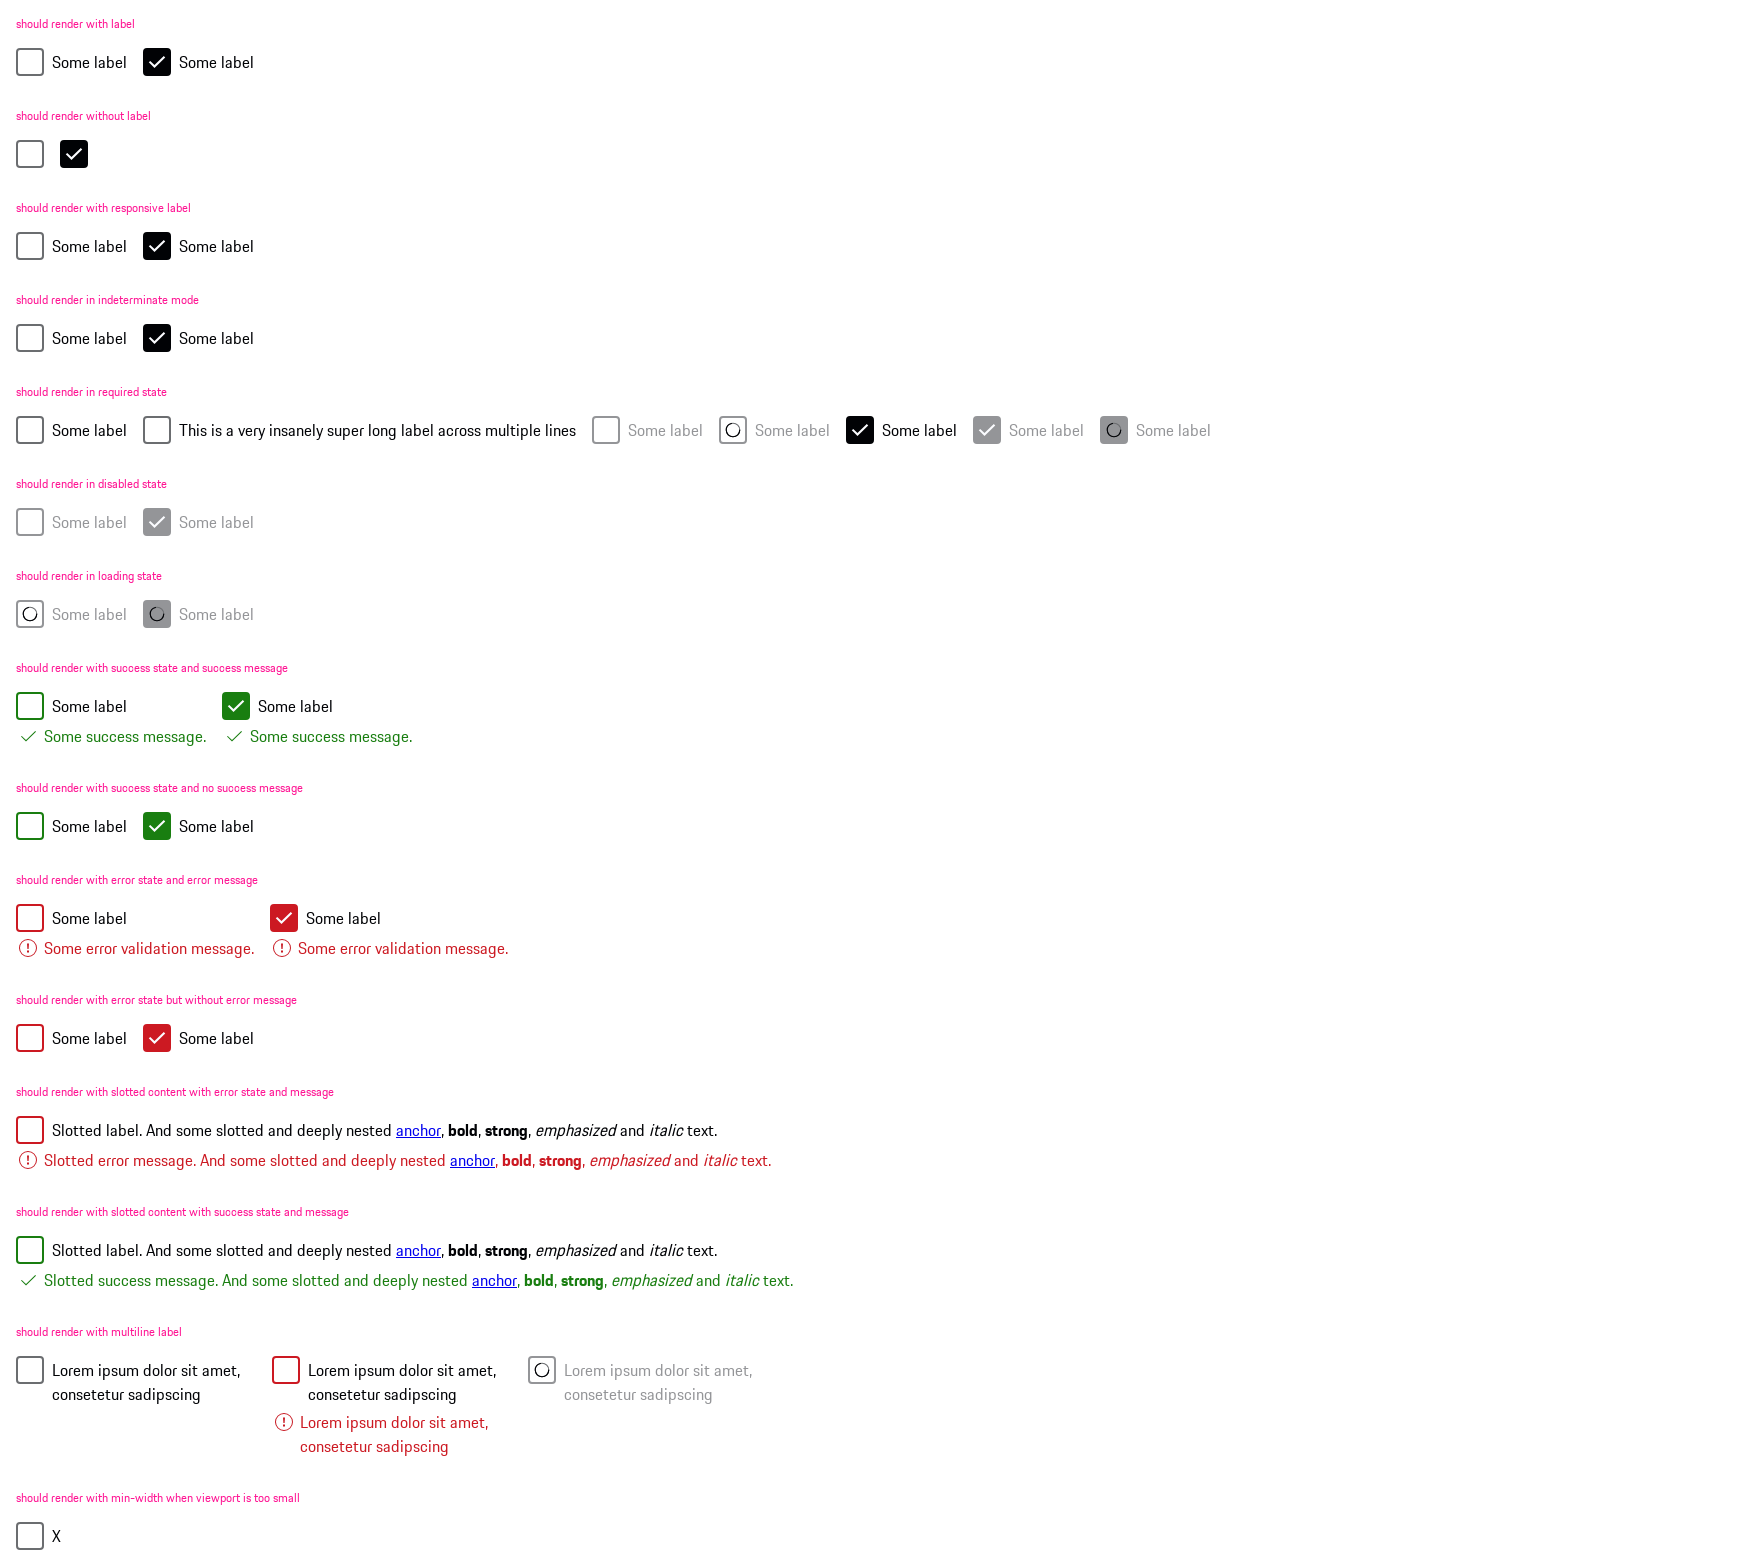 should render with label
Some label Some label
should render without label
should render with responsive label
Some label Some label
should render in indeterminate mode
Some label Some label
should render in required state
Some label This is a very insanely super long label across multiple lines Some label Some label Some label Some label Some label
should render in disabled state
Some label Some label
should render in loading state
Some label Some label
should render with success state and success message
Some label Some label
Some success message. Some success message.
should render with success state and no success message
Some label Some label
should render with error state and error message
Some label Some label
Some error validation message. Some error validation message.
should render with error state but without error message
Some label Some label
should render with slotted content with error state and message
Slotted label. And some slotted and deeply nested anchor, bold, strong, emphasized and italic text.
Slotted error message. And some slotted and deeply nested anchor, bold, strong, emphasized and italic text.
should render with slotted content with success state and message
Slotted label. And some slotted and deeply nested anchor, bold, strong, emphasized and italic text.
Slotted success message. And some slotted and deeply nested anchor, bold, strong, emphasized and italic text.
should render with multiline label
Lorem ipsum dolor sit amet, Lorem ipsum dolor sit amet, Lorem ipsum dolor sit amet,
consetetur sadipscing consetetur sadipscing consetetur sadipscing
Lorem ipsum dolor sit amet,
consetetur sadipscing
should render with min-width when viewport is too small
X